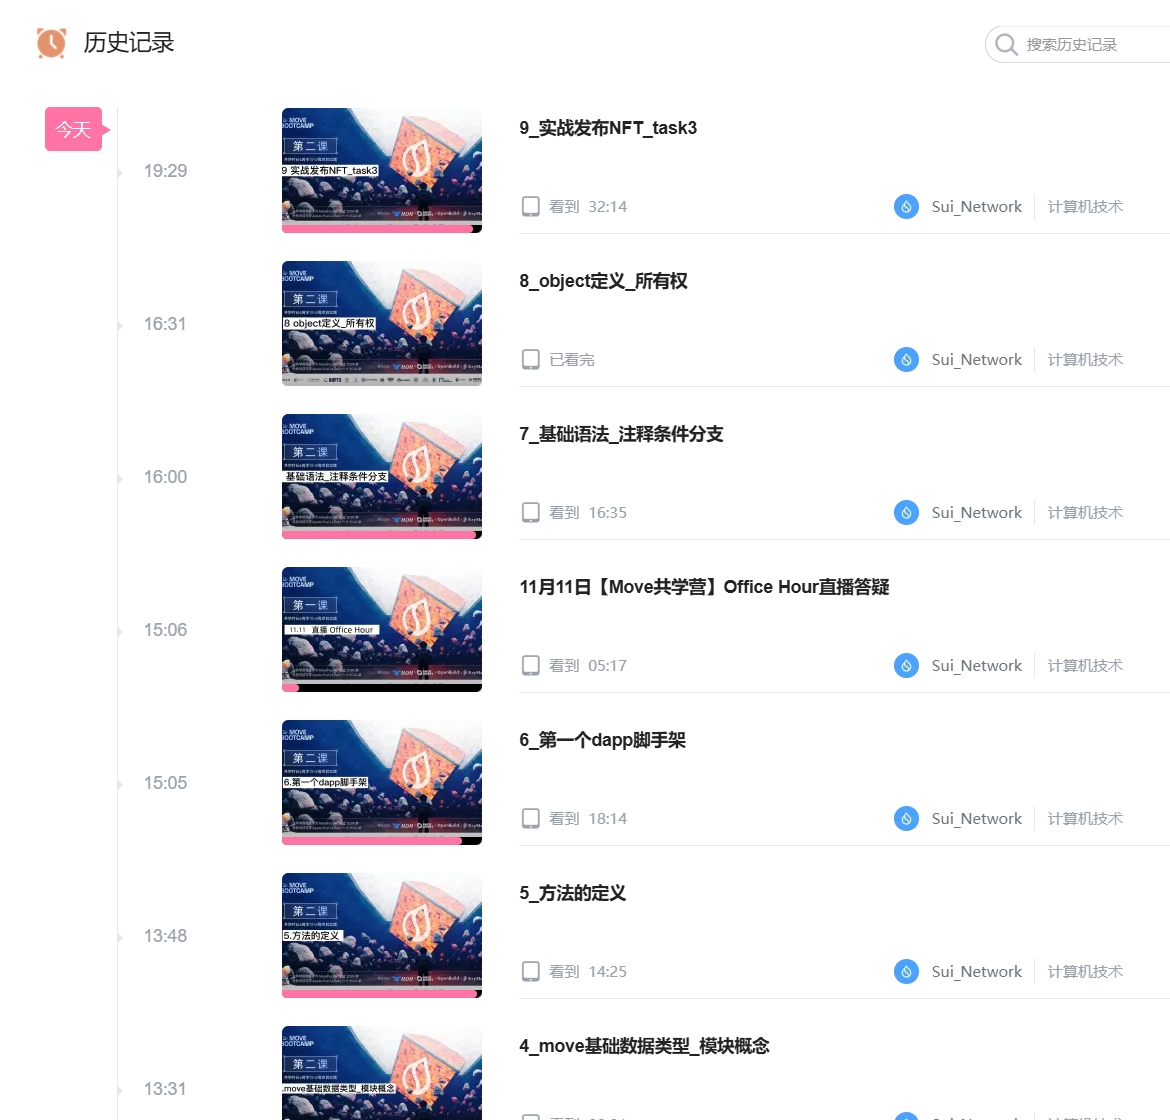 历史记录
搜索历史记录
今天
19:29
MOVE
BOOTCAMP
第二课
9 实战发布NFT_task3
9_实战发布NFT_task3
看到 32:14
Sui_Network
计算机技术
16:31
MOVE
BOOTCAMP
第二课
8 object定义_所有权
8_object定义_所有权
已看完
Sui_Network
计算机技术
16:00
MOVE
BOOTCAMP
第二课
基础语法_注释条件分支
7_基础语法_注释条件分支
看到 16:35
Sui_Network
计算机技术
15:06
MOVE
BOOTCAMP
第一课
11.11 直播 Office Hour
11月11日【Move共学营】Office Hour直播答疑
看到 05:17
Sui_Network
计算机技术
15:05
MOVE
BOOTCAMP
第二课
6.第一个dapp脚手架
6_第一个dapp脚手架
看到 18:14
Sui_Network
计算机技术
13:48
MOVE
BOOTCAMP
第二课
5.方法的定义
5_方法的定义
看到 14:25
Sui_Network
计算机技术
13:31
MOVE
BOOTCAMP
第二课
.move基础数据类型_模块概念
4_move基础数据类型_模块概念